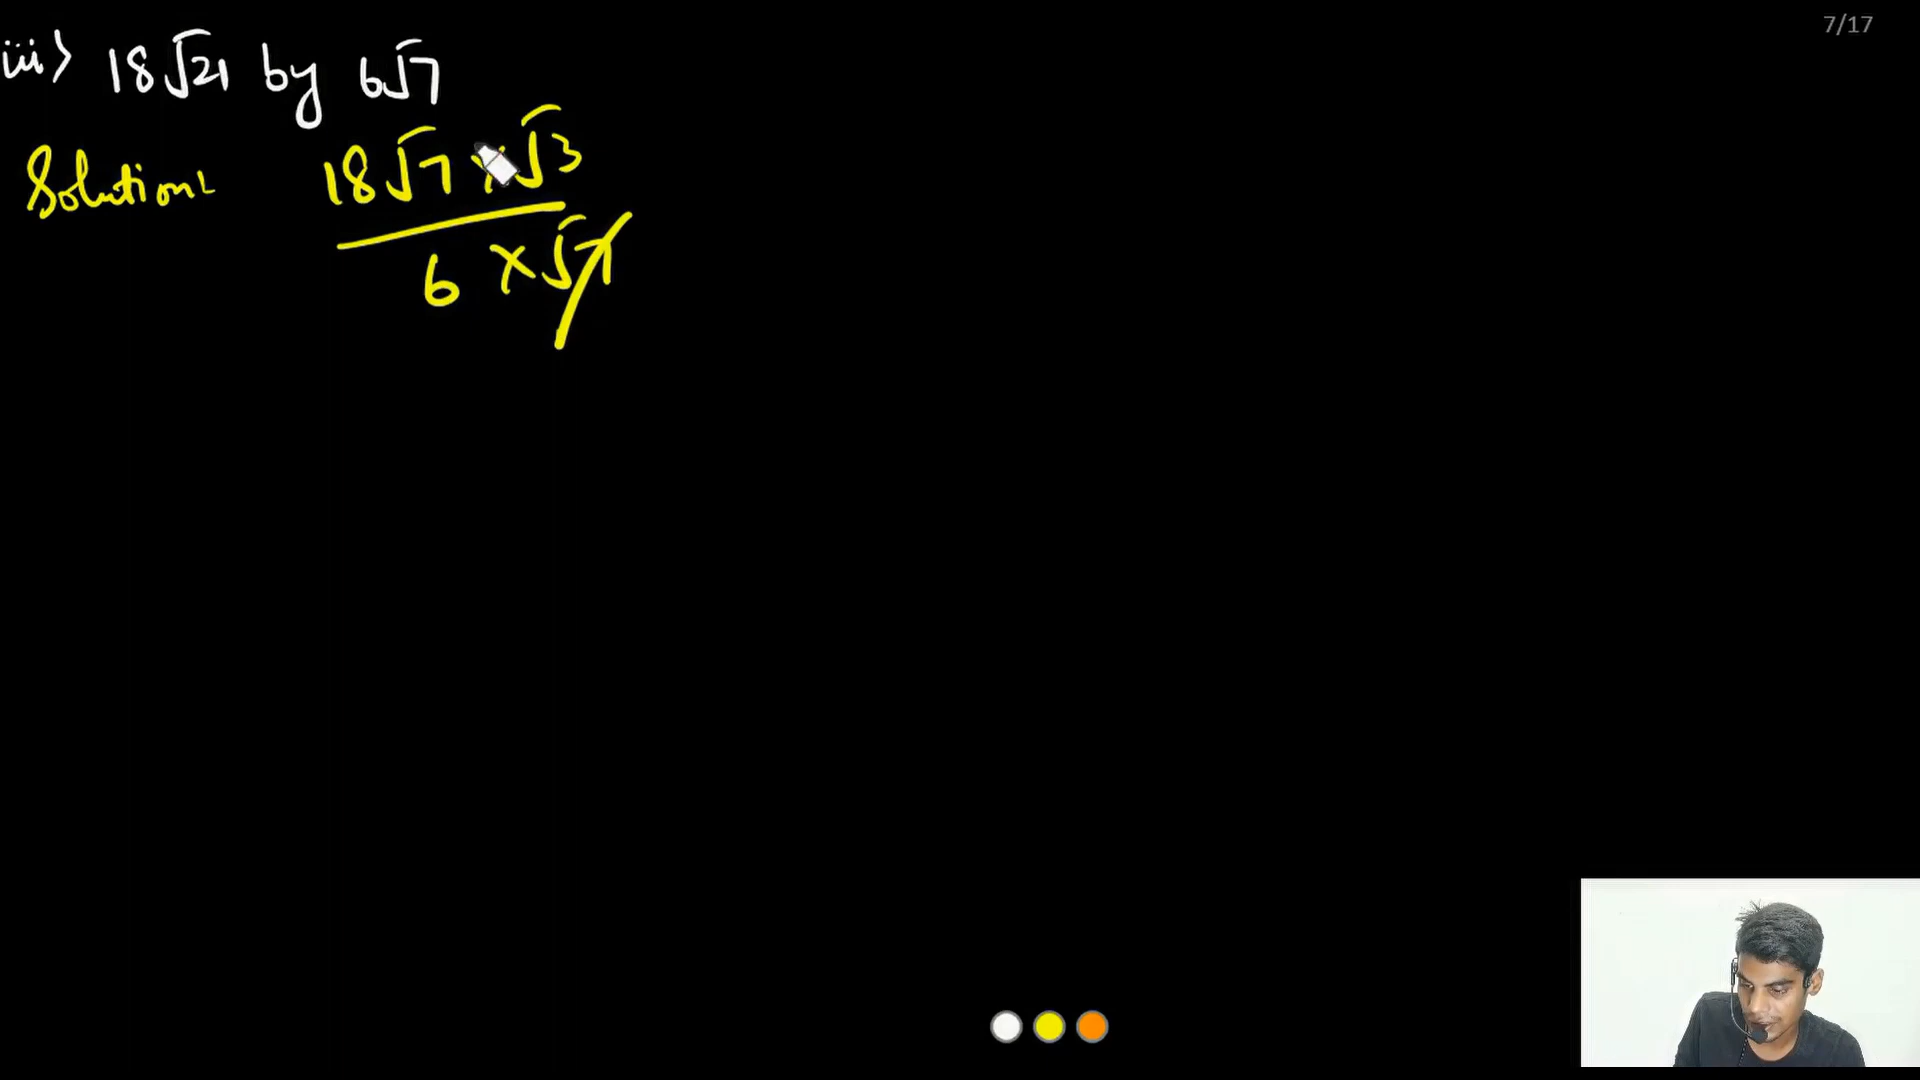 7/17
iii) 18√21 by 6√7
Solution:
18√7 × √3
6 × √7